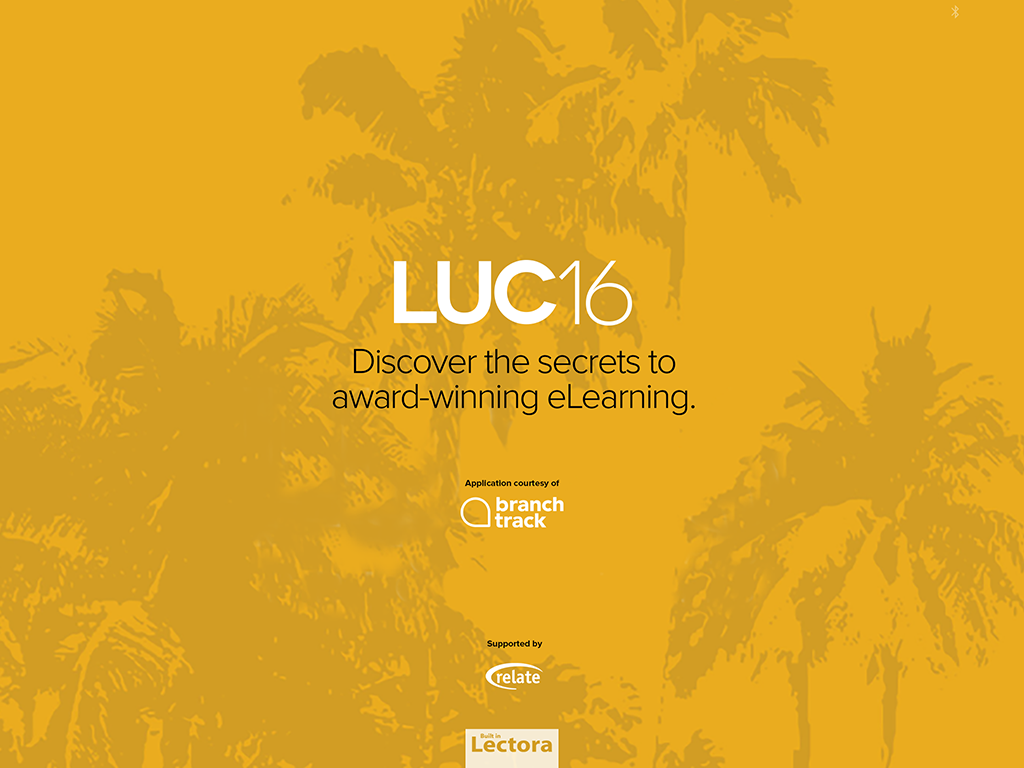 LUC16
Discover the secrets to
award-winning eLearning.
Application courtesy of
branch
track
Supported by
relate
Built in
Lectora